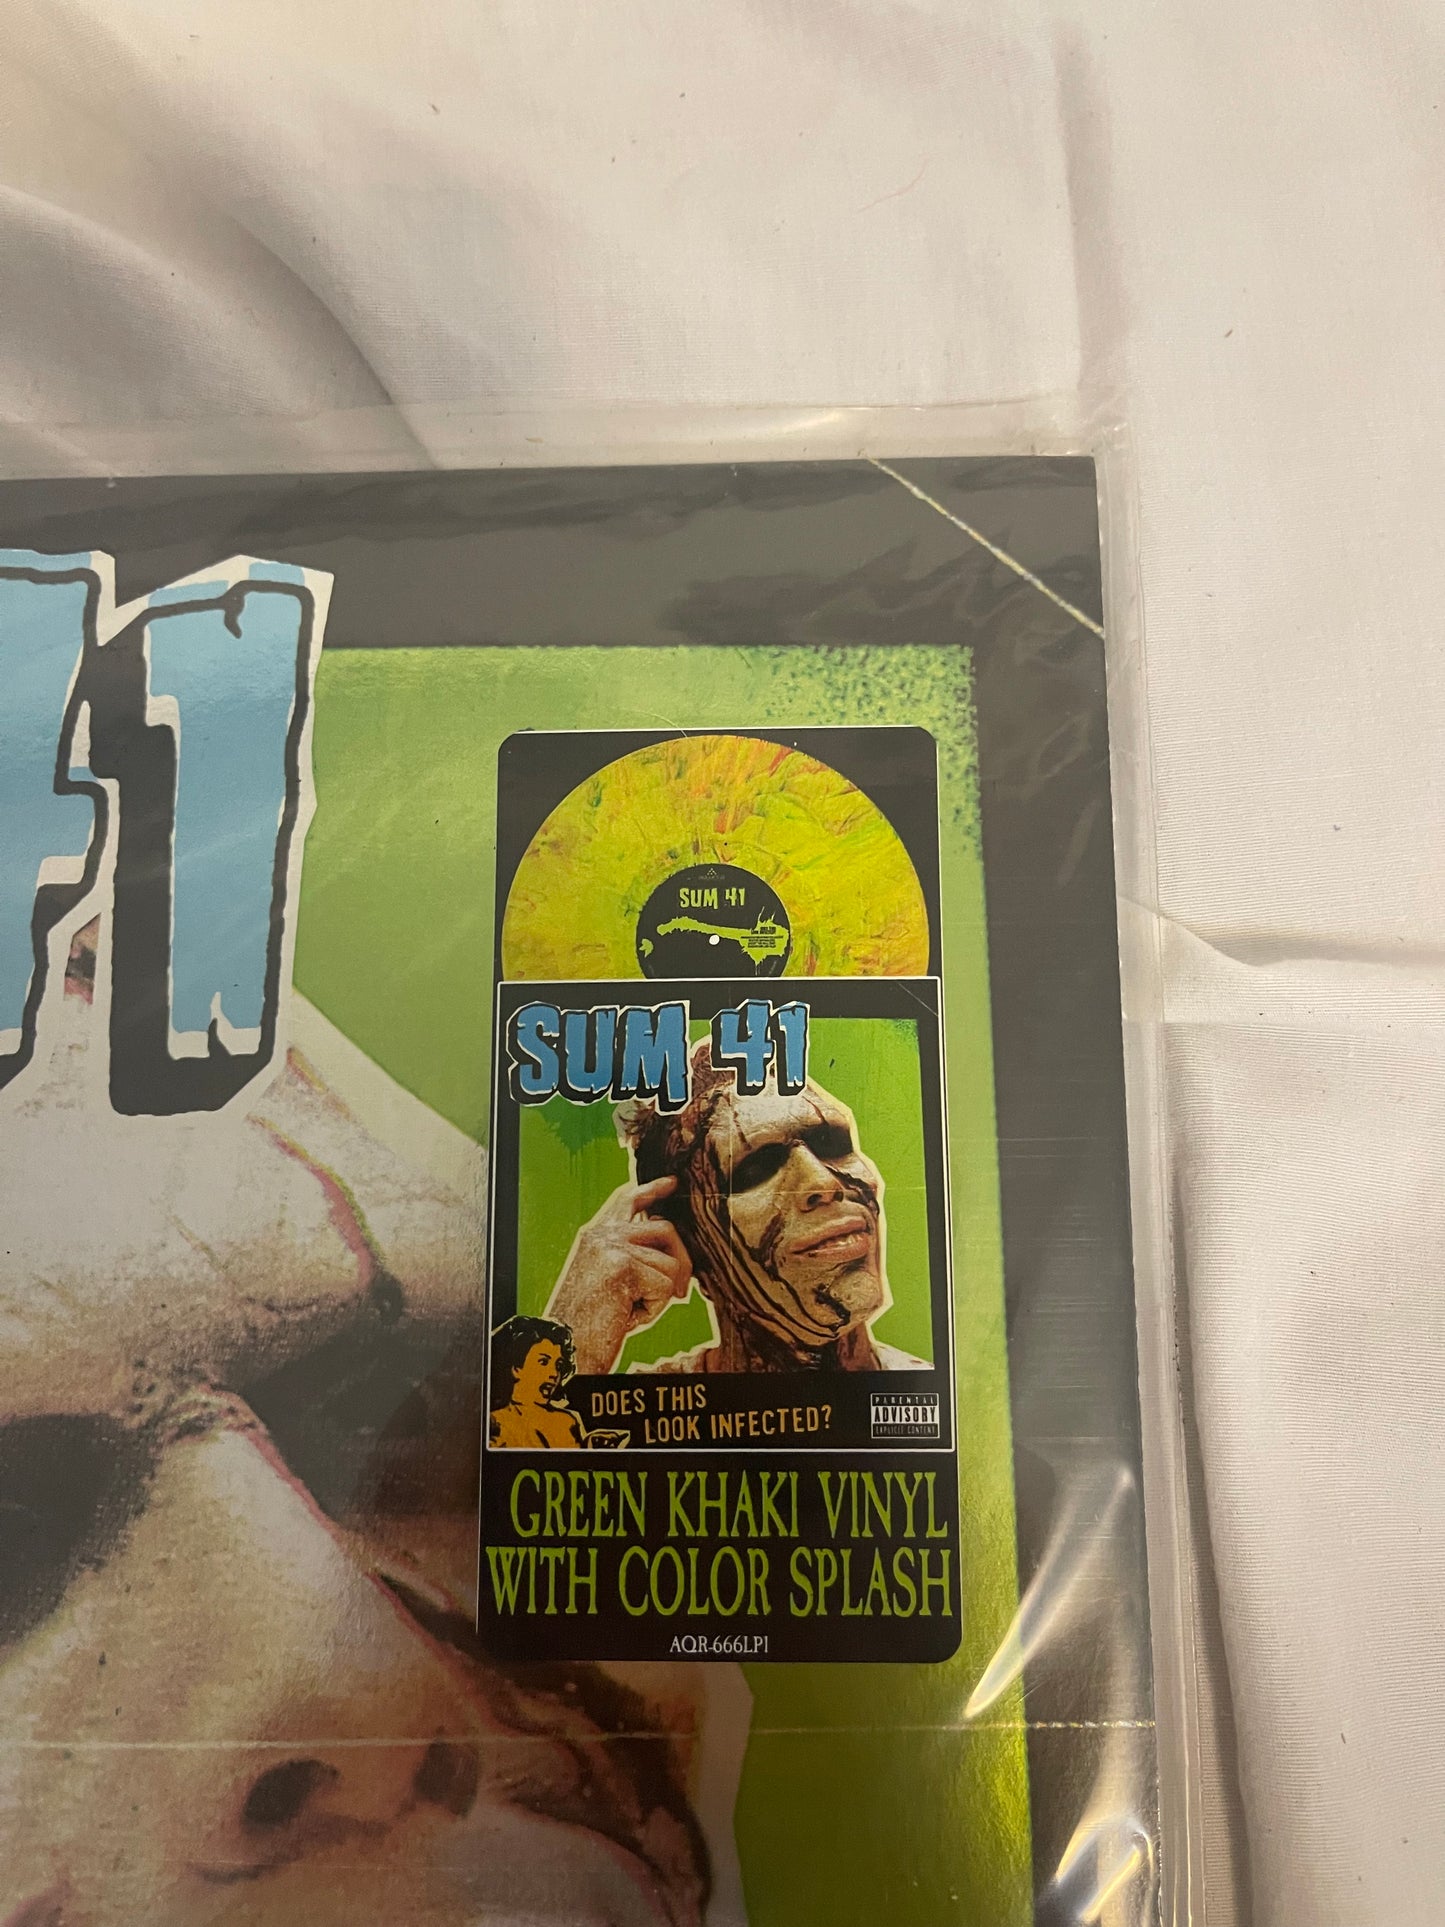 41
SUM 41
SUM 41
DOES THIS
LOOK INFECTED?
PARENTAL
ADVISORY
EXPLICIT CONTENT
GREEN KHAKI VINYL
WITH COLOR SPLASH
AQR-666LP1